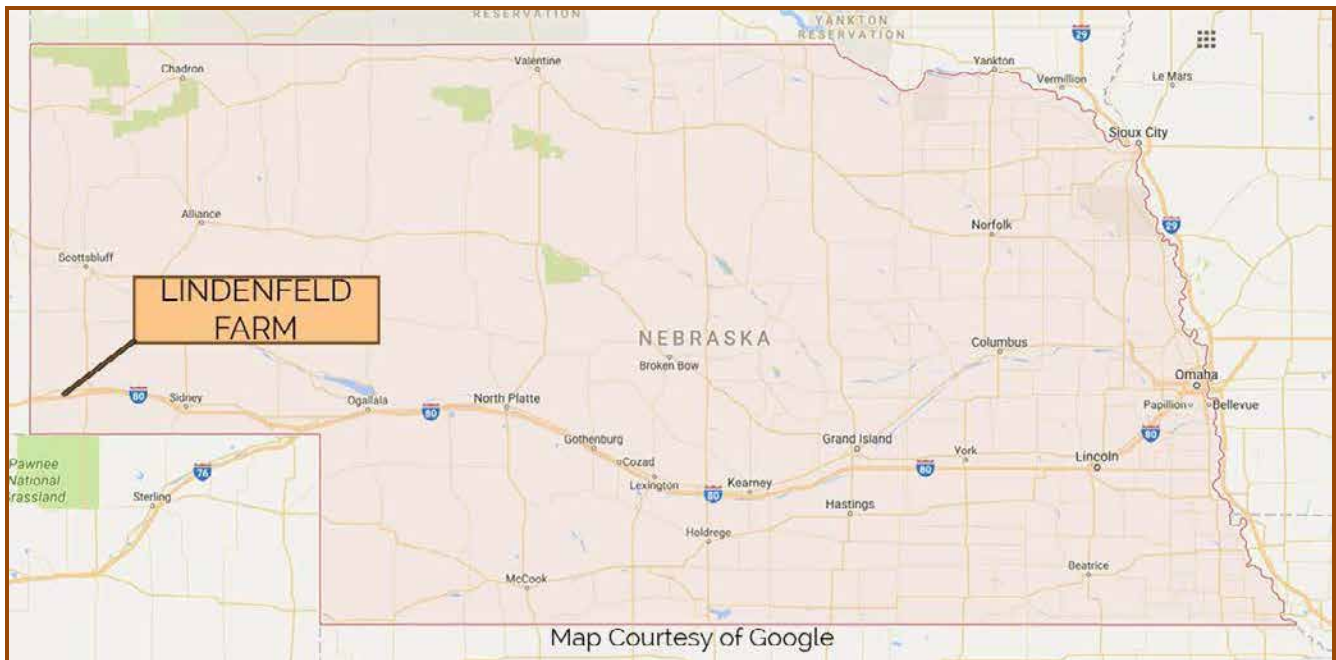 RESERVATION
YANKTON
RESERVATION
29
Chadron
Valentine
Yankton
Vermillion
Le Mars
Sioux City
Alliance
Norfolk
29
Scottsbluff
LINDENFELD
FARM
NEBRASKA
Broken Bow
Columbus
Omaha
80
Sidney
Ogallala
80
North Platte
Papillion
Bellevue
Gothenburg
Grand Island
80
Cozad
York
Lincoln
Pawnee
National
Grassland
76
Sterling
Lexington
80
Kearney
80
Hastings
Holdrege
McCook
Beatrice
Map Courtesy of Google